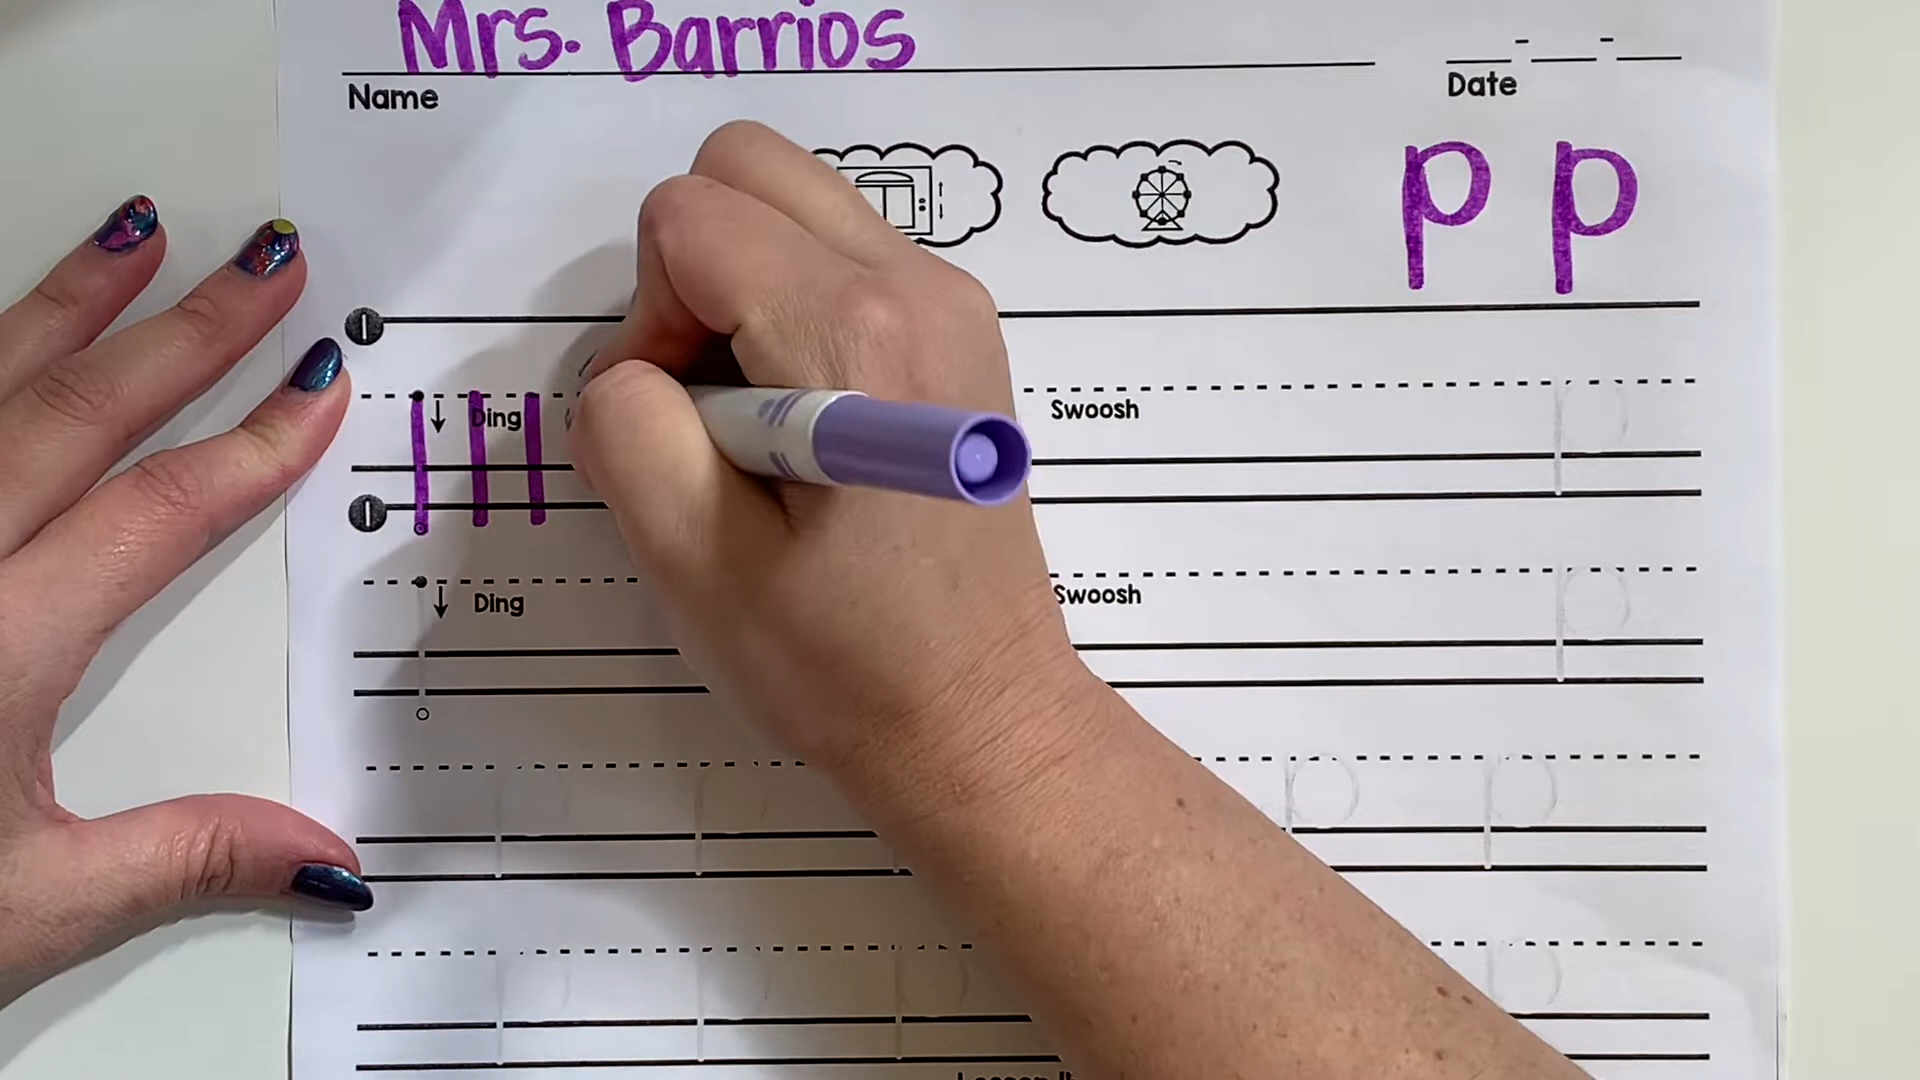 Mrs. Barrios
Name
Date
p p
Ding
Swoosh
p
Ding
Swoosh
p
p p p p
p p p p